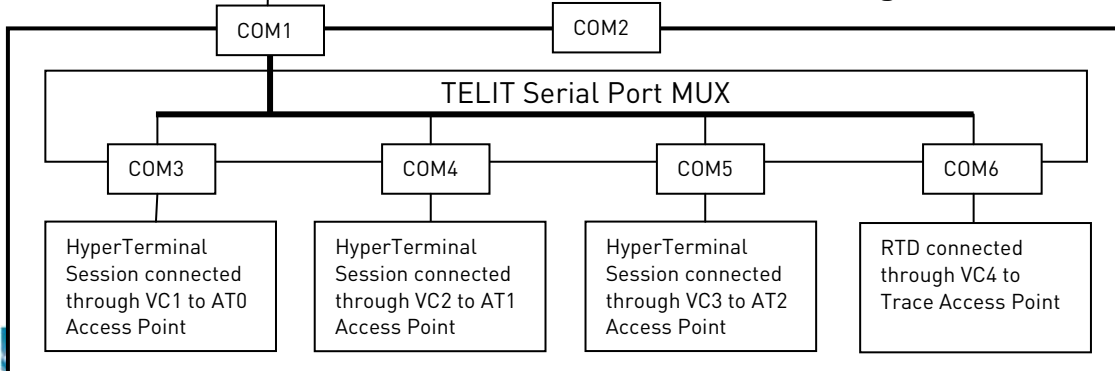 COM1
COM2
TELIT Serial Port MUX
COM3
COM4
COM5
COM6
HyperTerminal
Session connected
through VC1 to AT0
Access Point
HyperTerminal
Session connected
through VC2 to AT1
Access Point
HyperTerminal
Session connected
through VC3 to AT2
Access Point
RTD connected
through VC4 to
Trace Access Point